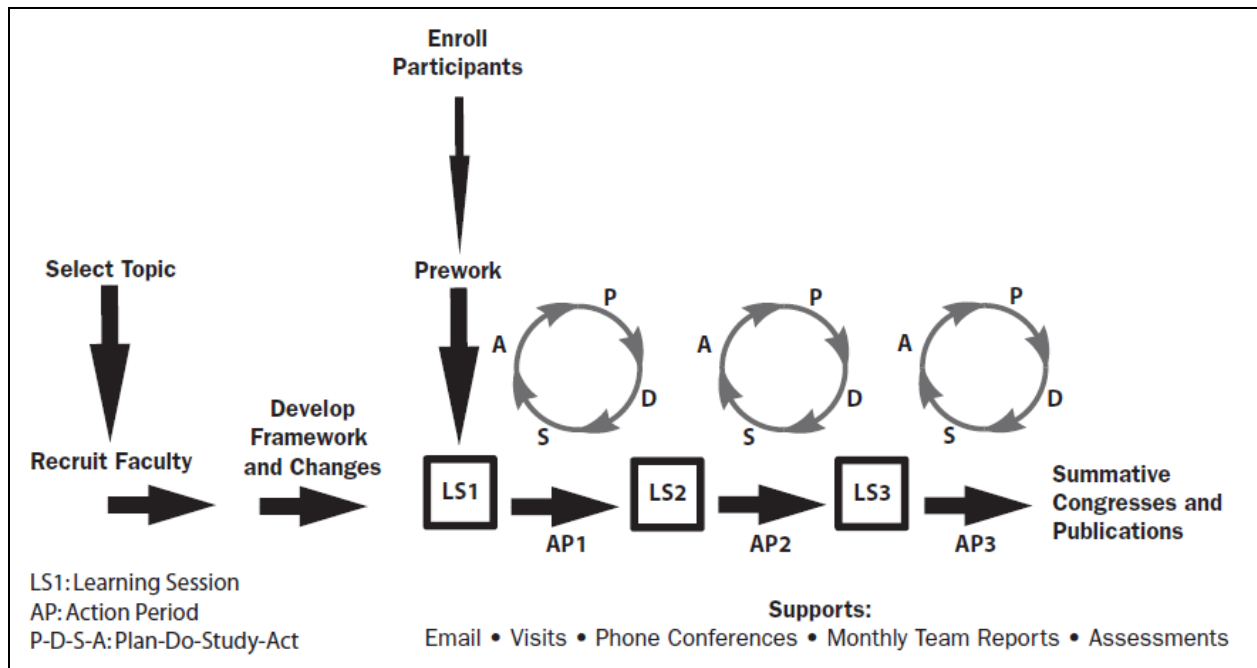 Enroll
Participants
Select Topic
Prework
P
A
D
S
P
A
D
S
P
A
D
S
Recruit Faculty
Develop
Framework
and Changes
LS1
AP1
LS2
AP2
LS3
AP3
Summative
Congresses and
Publications
LS1: Learning Session
AP: Action Period
P-D-S-A: Plan-Do-Study-Act
Supports:
Email • Visits • Phone Conferences • Monthly Team Reports • Assessments